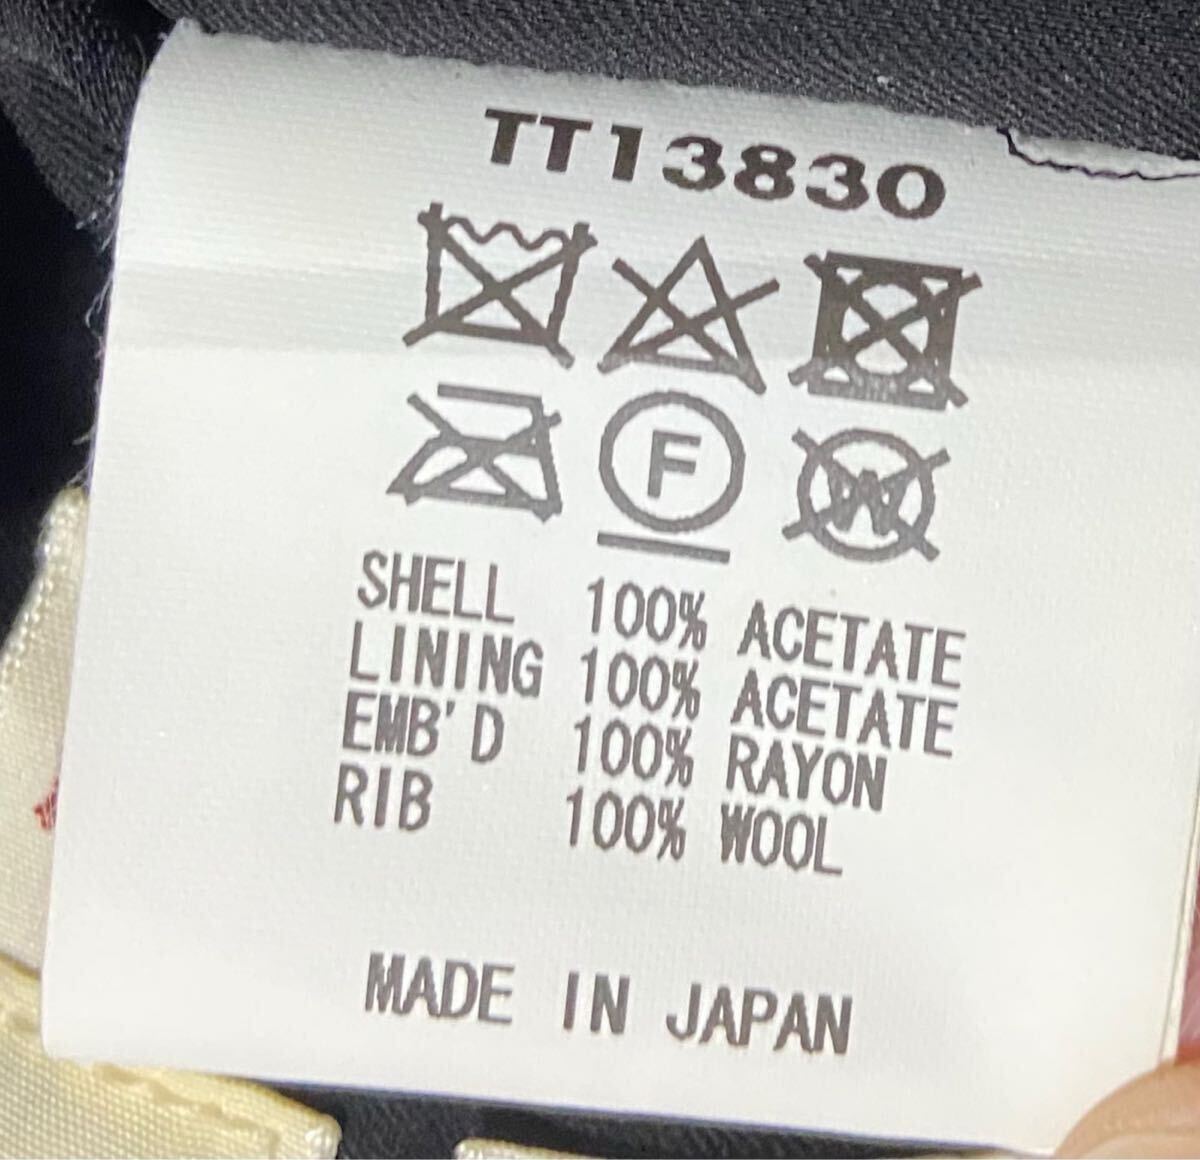 TT13830
F
W
SHELL 100% ACETATE
LINING 100% ACETATE
EMB'D 100% RAYON
RIB 100% WOOL
MADE IN JAPAN